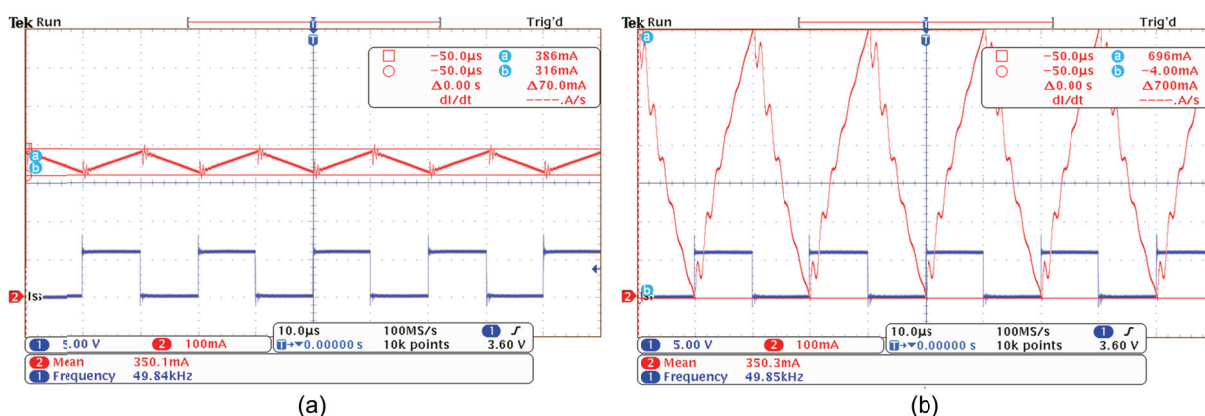 Tek Run
Trig'd
T
T
−50.0µs a 386mA
−50.0µs b 316mA
Δ0.00 s Δ70.0mA
dI/dt ----.A/s
a
b
2
1 5.00 V 2 100mA
10.0µs 100MS/s 1
T→▼0.00000 s 10k points 3.60 V
2 Mean 350.1mA
1 Frequency 49.84kHz
(a)
Tek Run
Trig'd
T
T
a
−50.0µs a 696mA
−50.0µs b −4.00mA
Δ0.00 s Δ700mA
dI/dt ----.A/s
b
2
1 5.00 V 2 100mA
10.0µs 100MS/s 1
T→▼0.00000 s 10k points 3.60 V
2 Mean 350.3mA
1 Frequency 49.85kHz
(b)